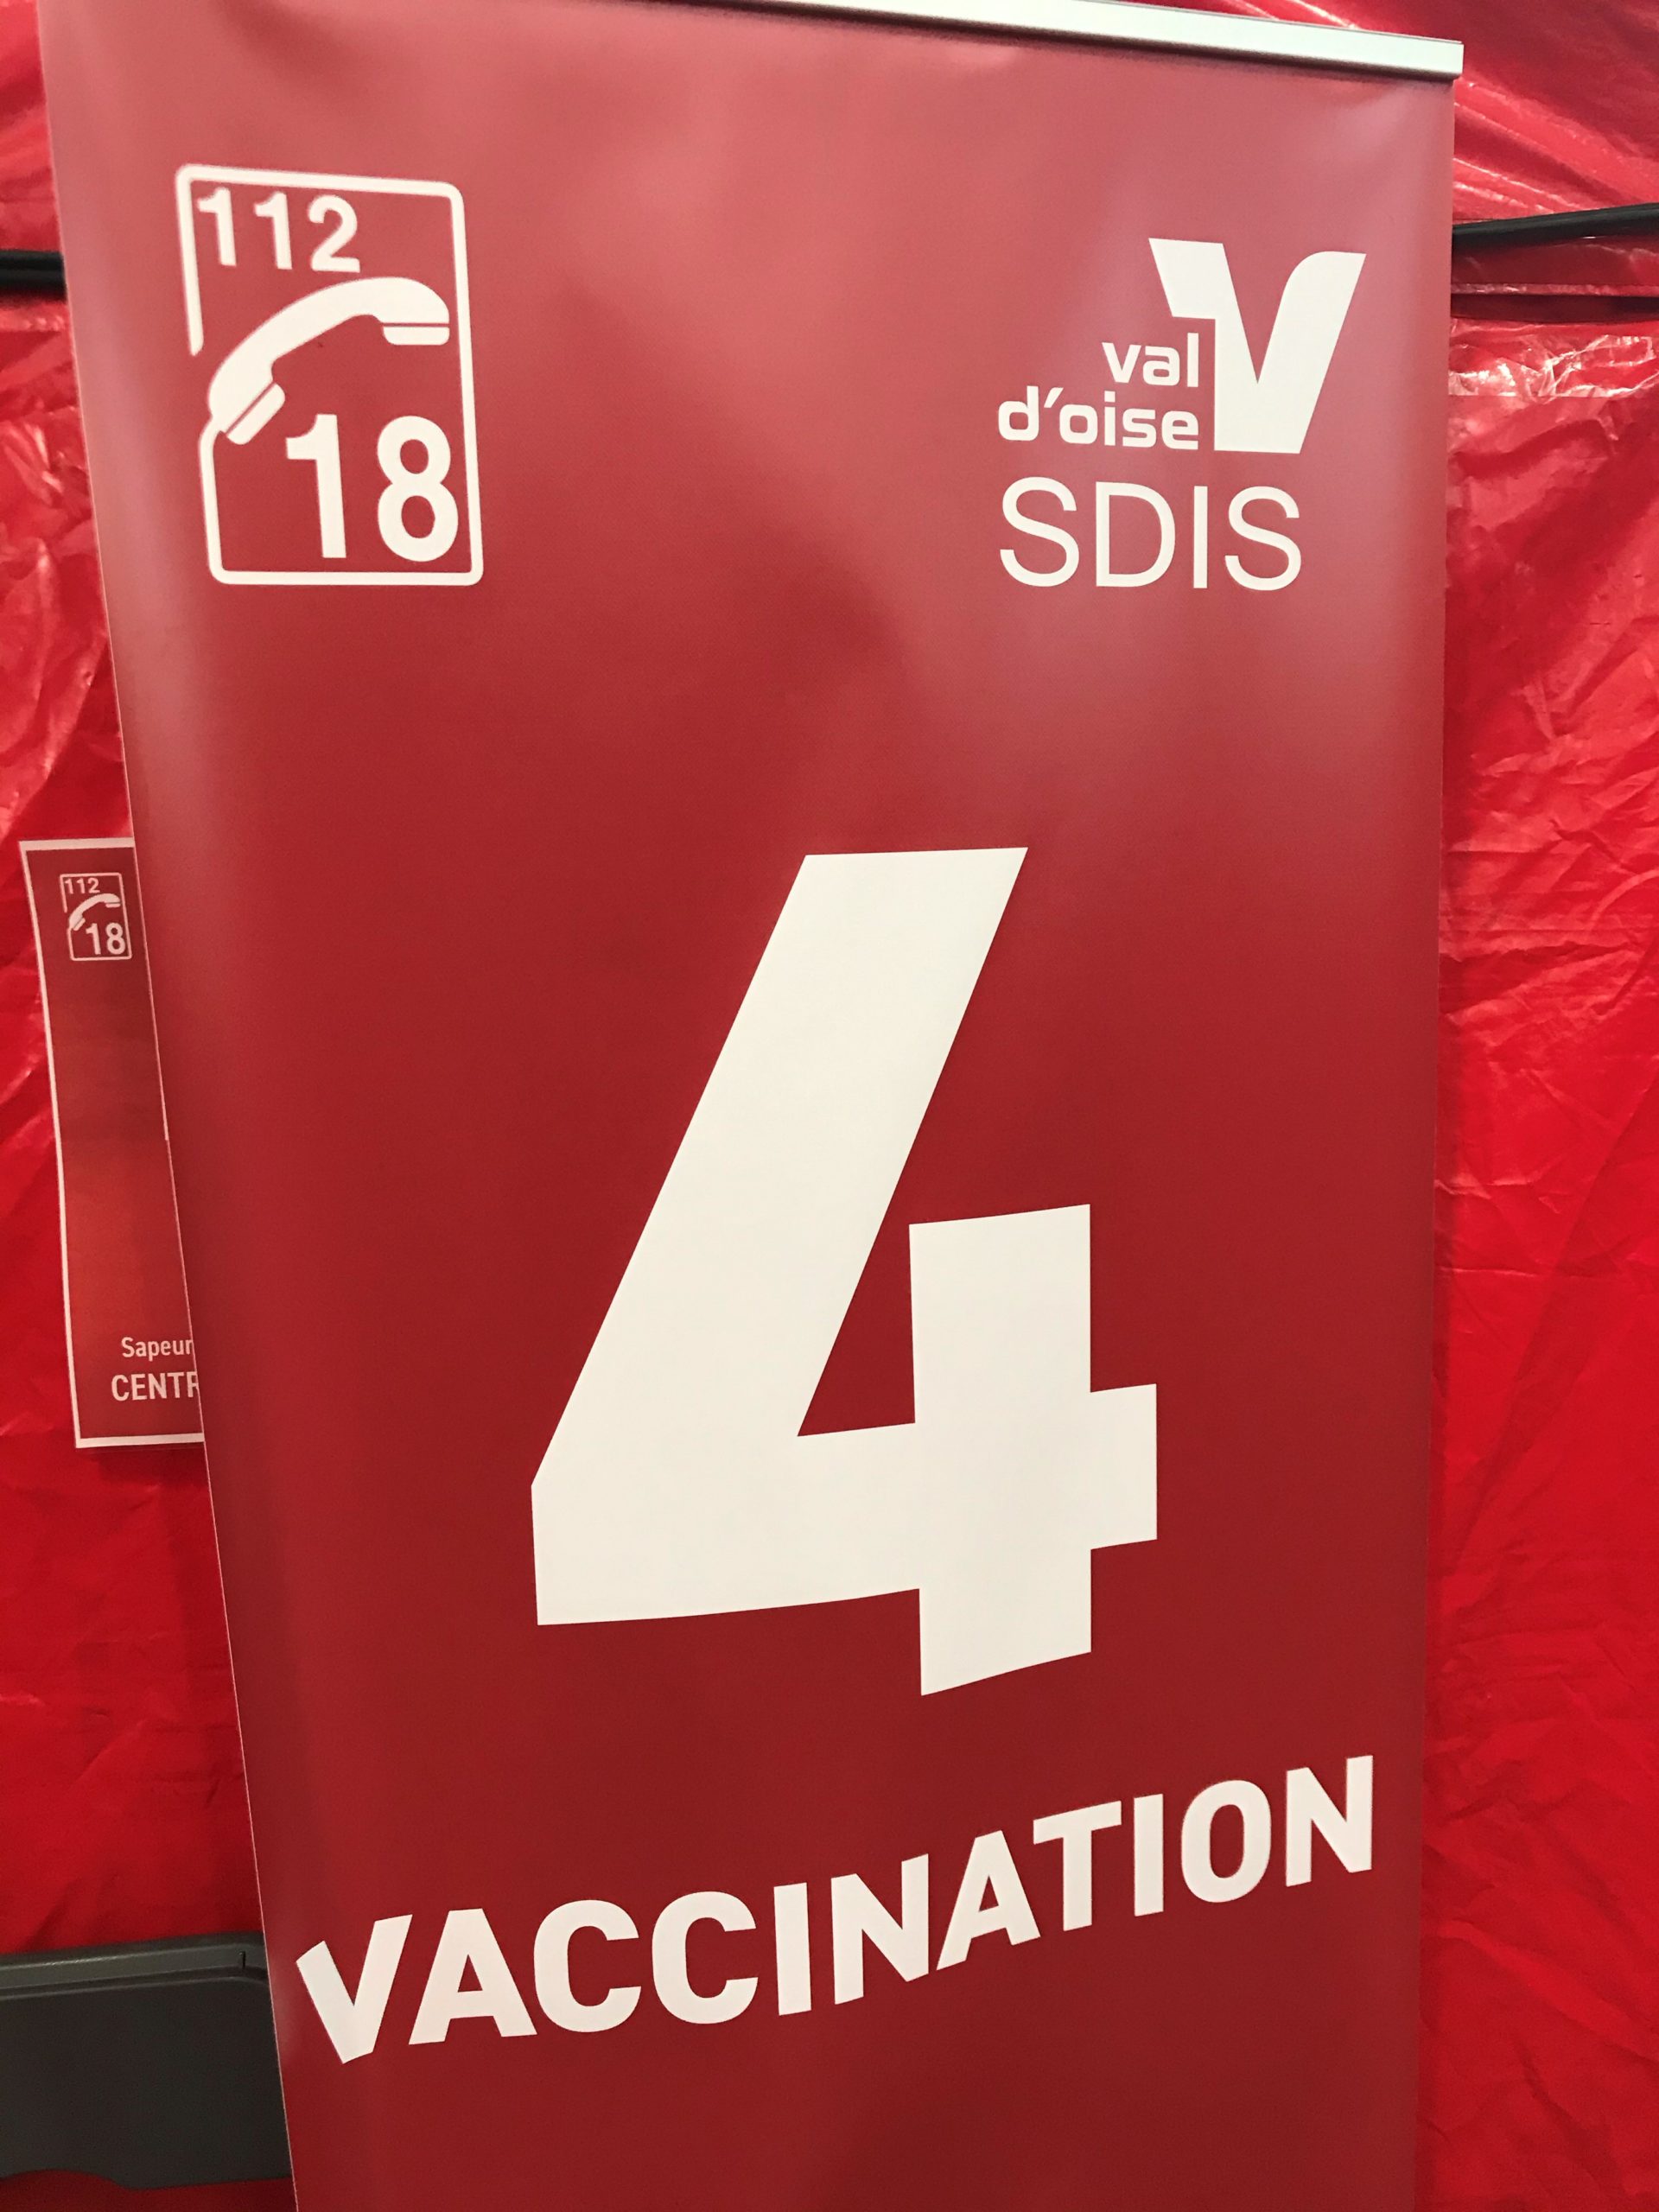 112
18
val
d'oise
SDIS
4
VACCINATION
112
18
Sapeur
CENTR